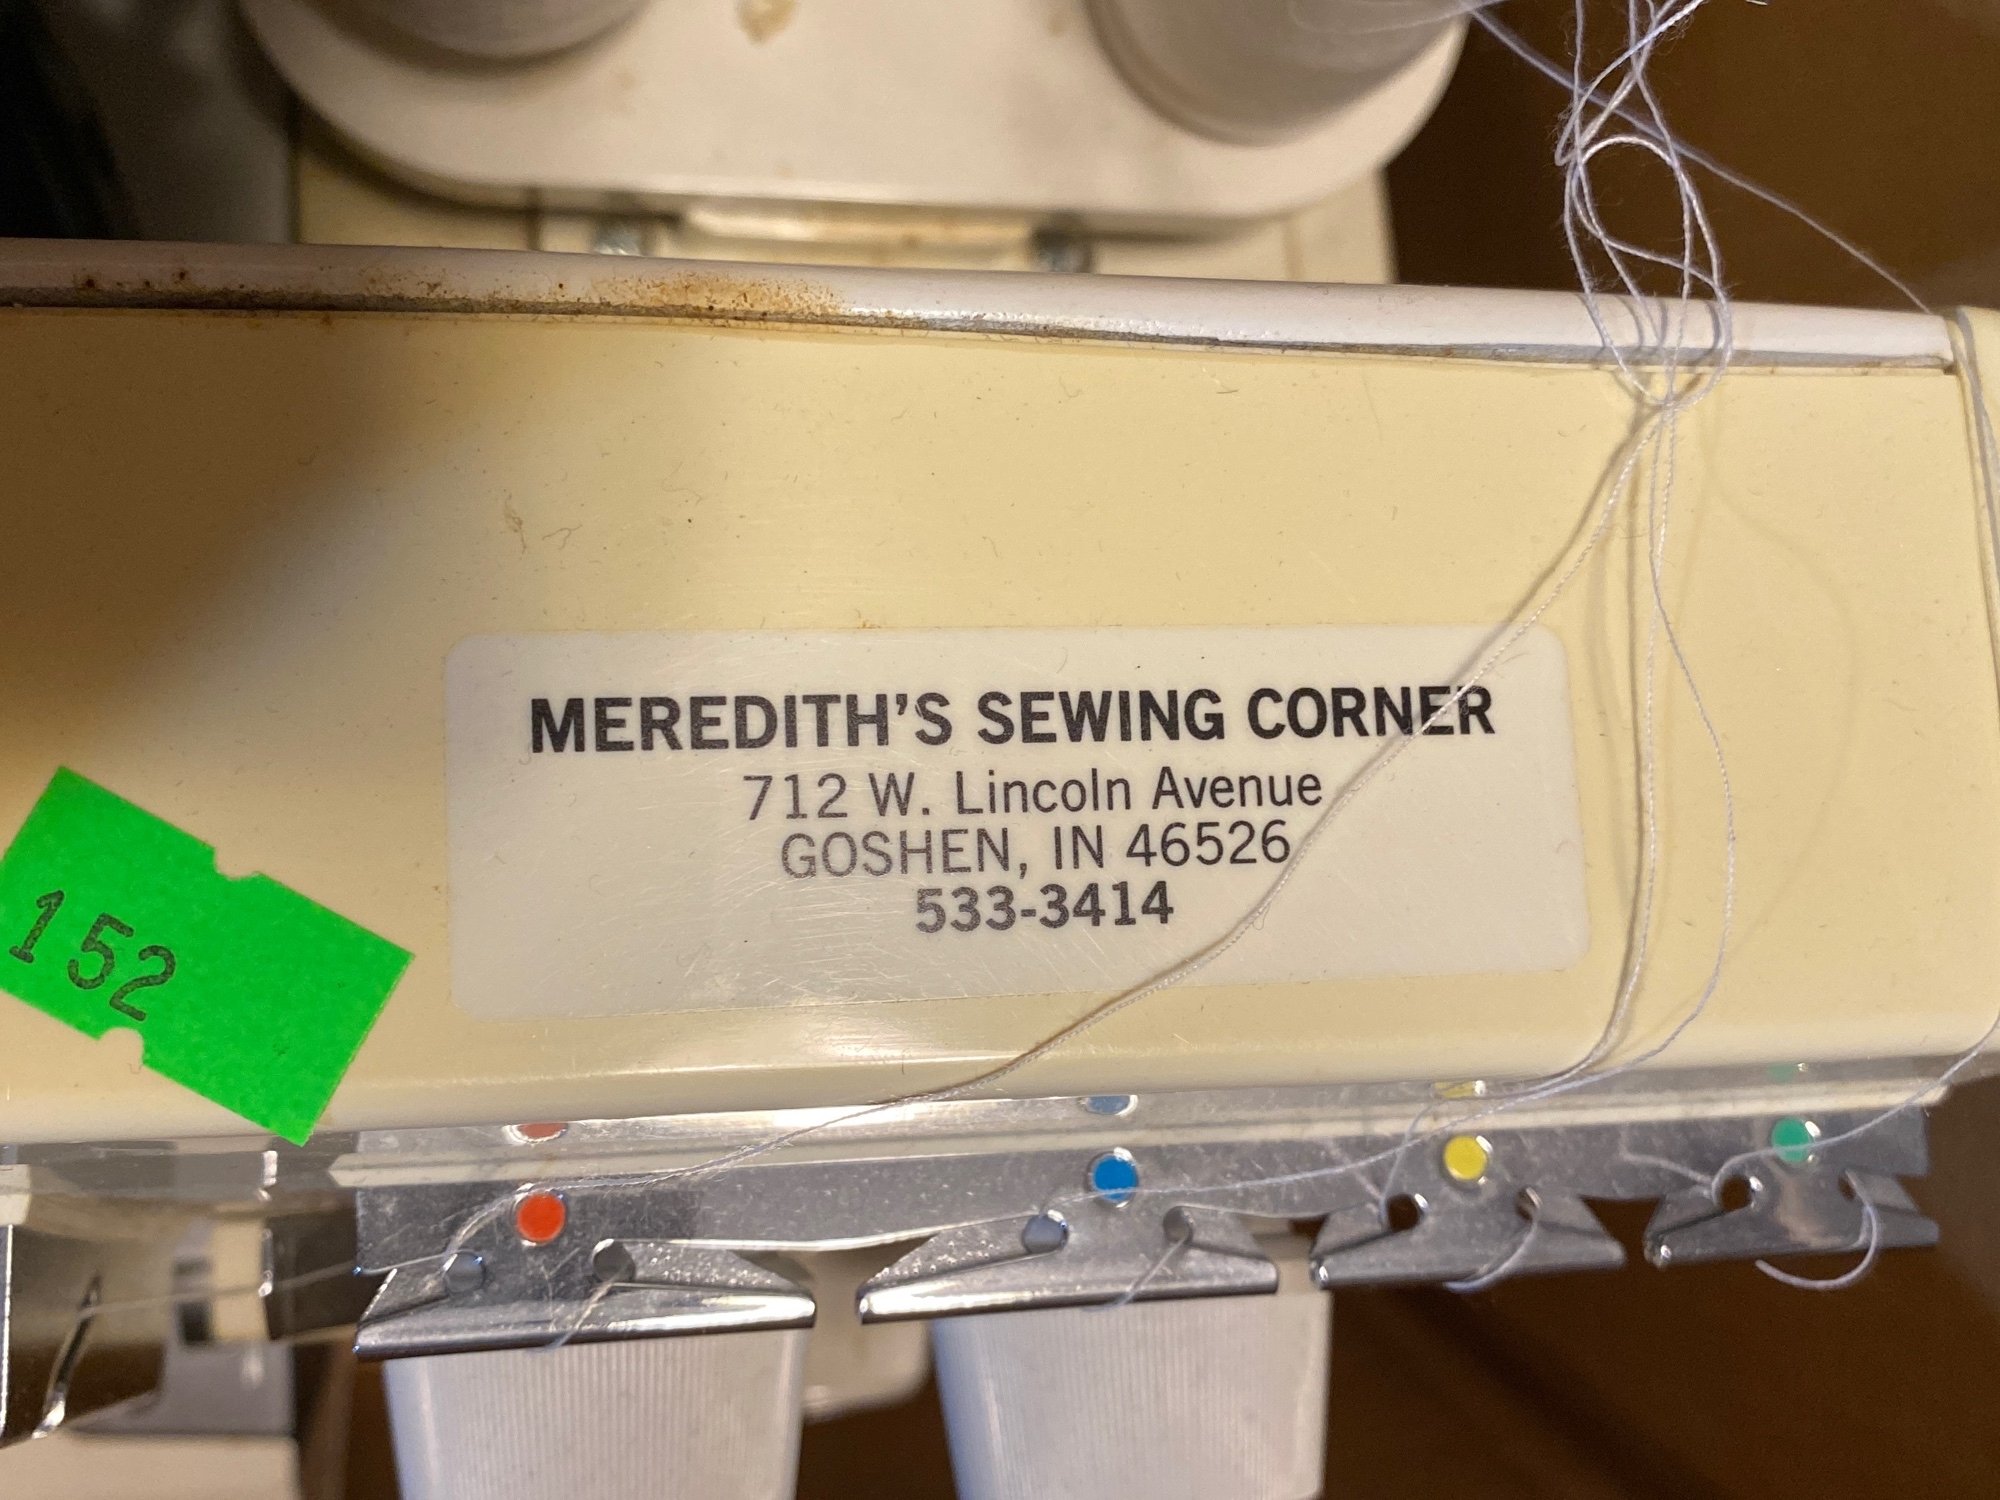 MEREDITH'S SEWING CORNER
712 W. Lincoln Avenue
GOSHEN, IN 46526
533-3414
152